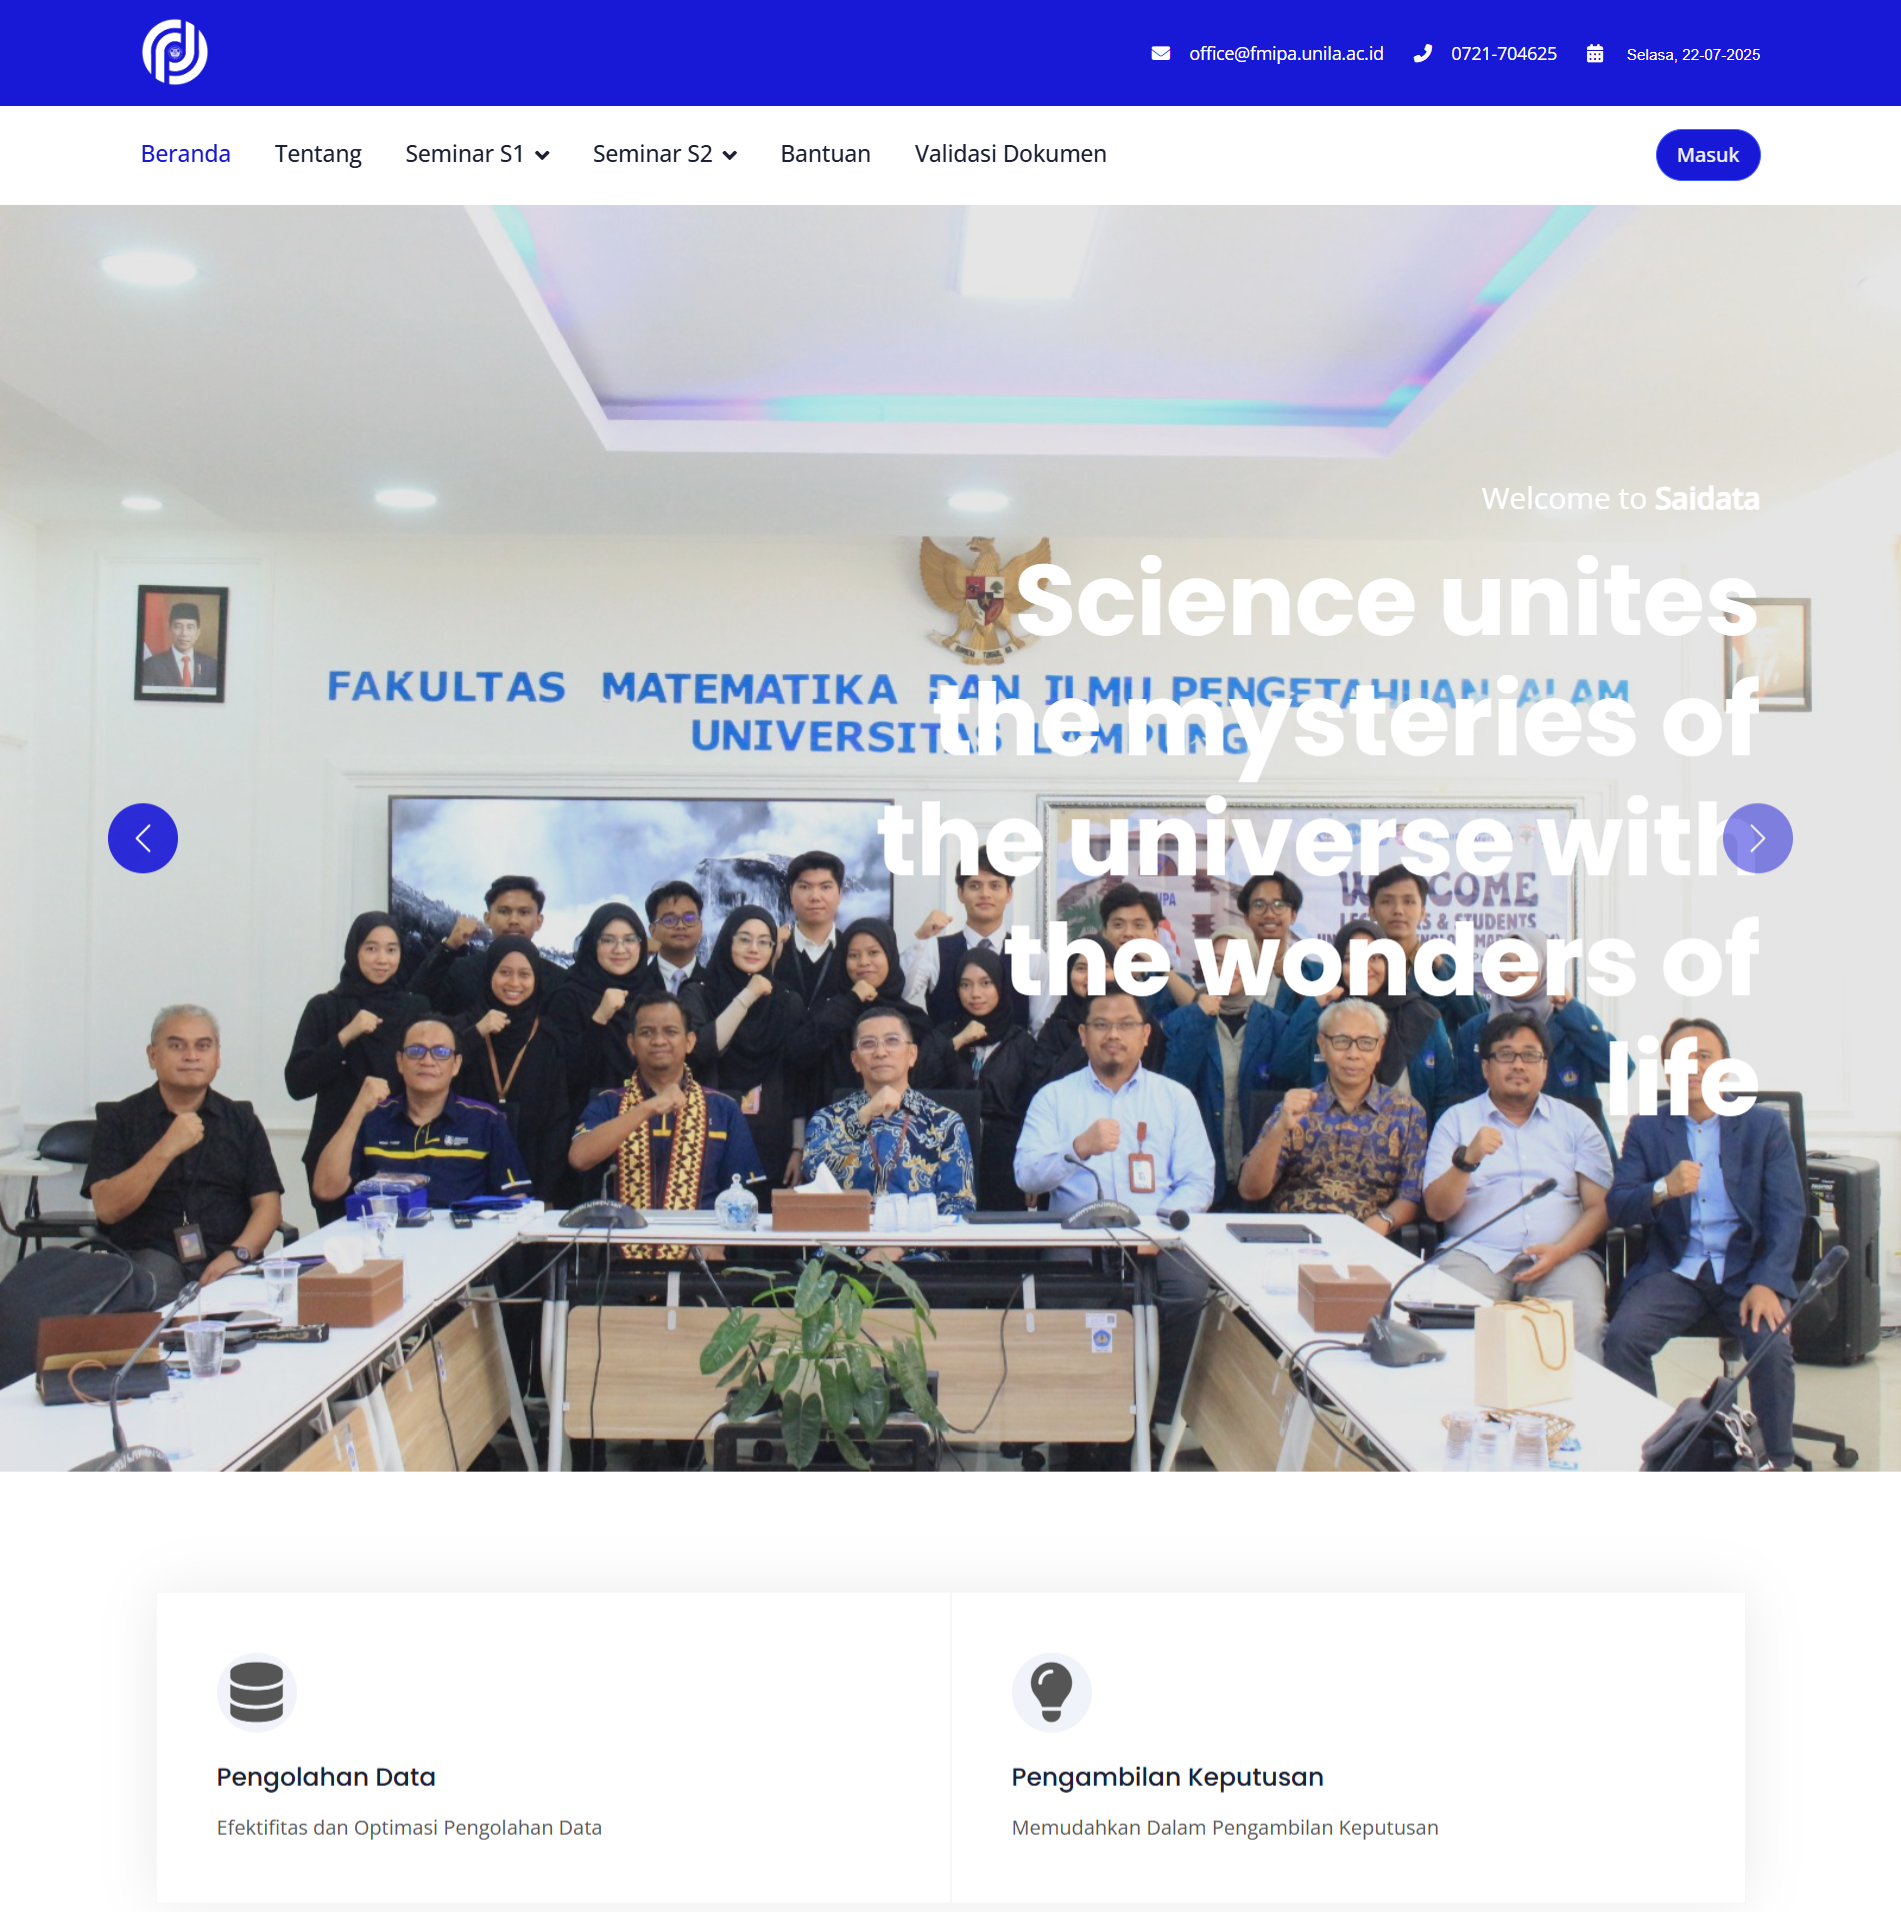 office@fmipa.unila.ac.id 0721-704625 Selasa, 22-07-2025
Beranda Tentang Seminar S1 Seminar S2 Bantuan Validasi Dokumen Masuk
Welcome to Saidata
Science unites
the mysteries of
the universe with
the wonders of
life
FAKULTAS MATEMATIKA DAN ILMU PENGETAHUAN ALAM
UNIVERSITAS LAMPUNG
WELCOME
& STUDENTS
Pengolahan Data
Efektifitas dan Optimasi Pengolahan Data
Pengambilan Keputusan
Memudahkan Dalam Pengambilan Keputusan